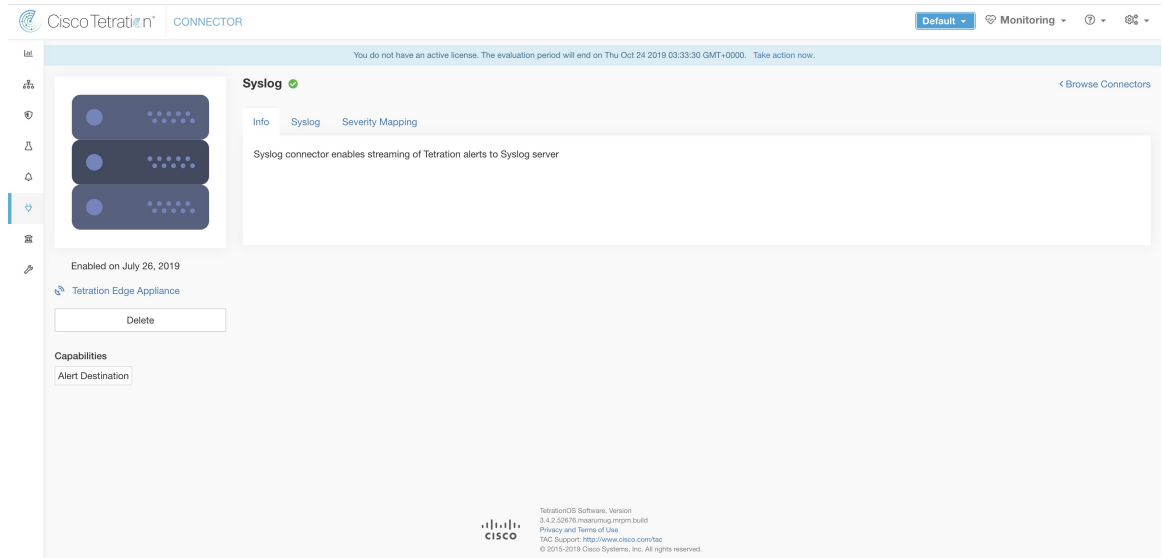 Cisco Tetration™ CONNECTOR Default Monitoring
You do not have an active license. The evaluation period will end on Thu Oct 24 2019 03:33:30 GMT+0000. Take action now.
Syslog
< Browse Connectors
Info Syslog Severity Mapping
Syslog connector enables streaming of Tetration alerts to Syslog server
Enabled on July 26, 2019
Tetration Edge Appliance
Delete
Capabilities
Alert Destination
CISCO
TetrationOS Software, Version
3.4.2.52676.maarumug.mrpm.build
Privacy and Terms of Use
TAC Support: http://www.cisco.com/tac
© 2015-2019 Cisco Systems, Inc. All rights reserved.